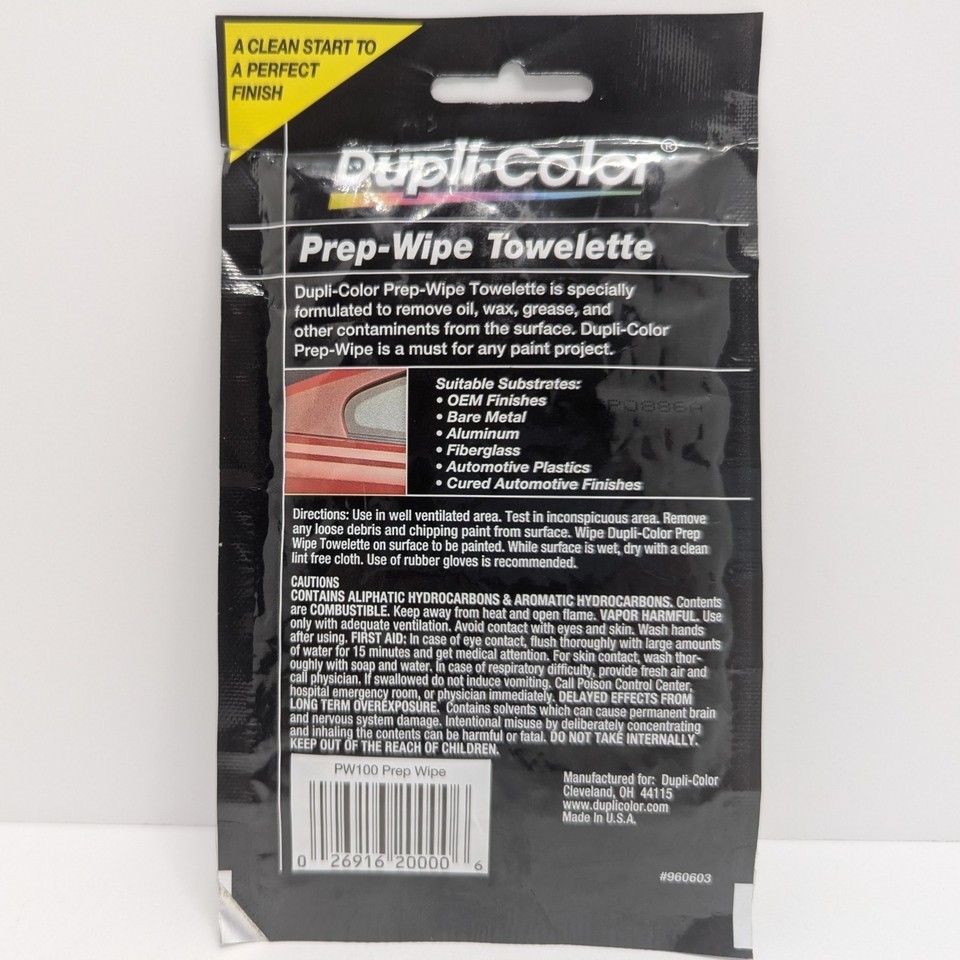 A CLEAN START TO
A PERFECT
FINISH
Dupli-Color®
Prep-Wipe Towelette
Dupli-Color Prep-Wipe Towelette is specially
formulated to remove oil, wax, grease, and
other contaminents from the surface. Dupli-Color
Prep-Wipe is a must for any paint project.
Suitable Substrates:
• OEM Finishes
• Bare Metal
• Aluminum
• Fiberglass
• Automotive Plastics
• Cured Automotive Finishes
Directions: Use in well ventilated area. Test in inconspicuous area. Remove
any loose debris and chipping paint from surface. Wipe Dupli-Color Prep
Wipe Towelette on surface to be painted. While surface is wet, dry with a clean
lint free cloth. Use of rubber gloves is recommended.
CAUTIONS
CONTAINS ALIPHATIC HYDROCARBONS & AROMATIC HYDROCARBONS. Contents
are COMBUSTIBLE. Keep away from heat and open flame. VAPOR HARMFUL. Use
only with adequate ventilation. Avoid contact with eyes and skin. Wash hands
after using. FIRST AID: In case of eye contact, flush thoroughly with large amounts
of water for 15 minutes and get medical attention. For skin contact, wash thor-
oughly with soap and water. In case of respiratory difficulty, provide fresh air and
call physician. If swallowed do not induce vomiting. Call Poison Control Center,
hospital emergency room, or physician immediately. DELAYED EFFECTS FROM
LONG TERM OVEREXPOSURE. Contains solvents which can cause permanent brain
and nervous system damage. Intentional misuse by deliberately concentrating
and inhaling the contents can be harmful or fatal. DO NOT TAKE INTERNALLY.
KEEP OUT OF THE REACH OF CHILDREN.
PW100 Prep Wipe
0 26916 20000 6
Manufactured for: Dupli-Color
Cleveland, OH 44115
www.duplicolor.com
Made In U.S.A.
#960603